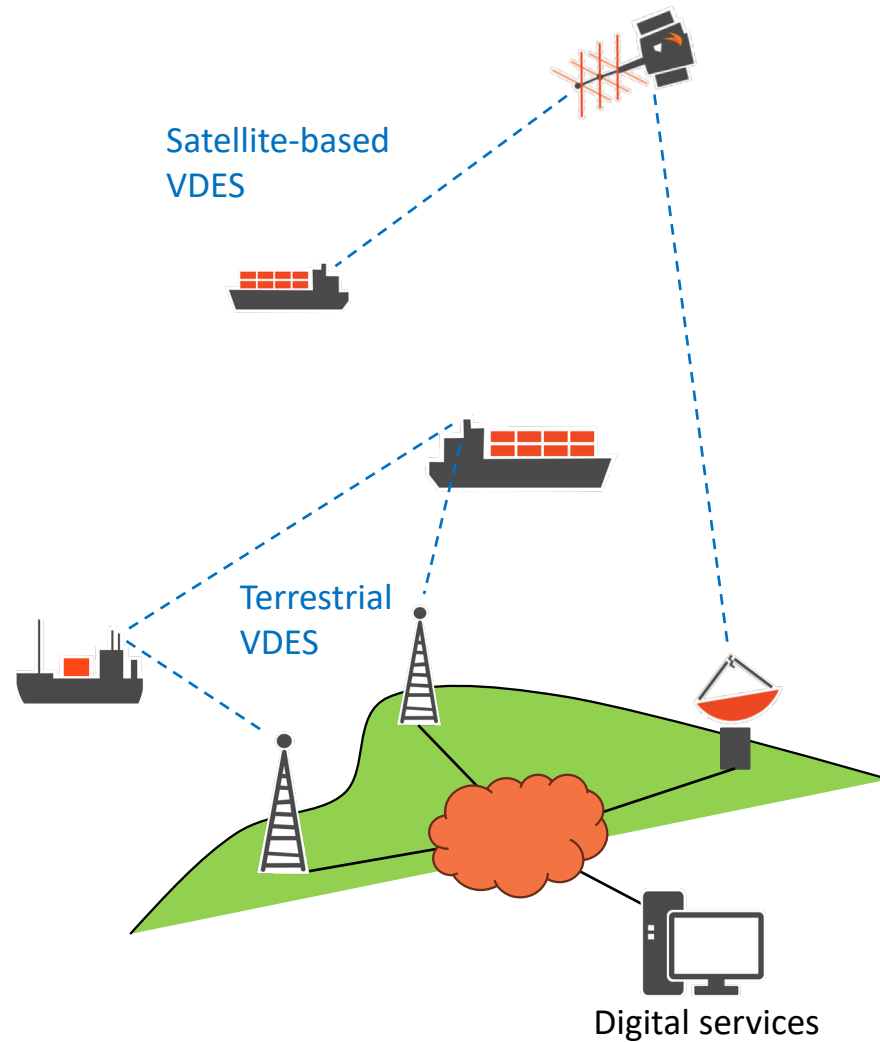 Satellite-based
VDES
Terrestrial
VDES
Digital services